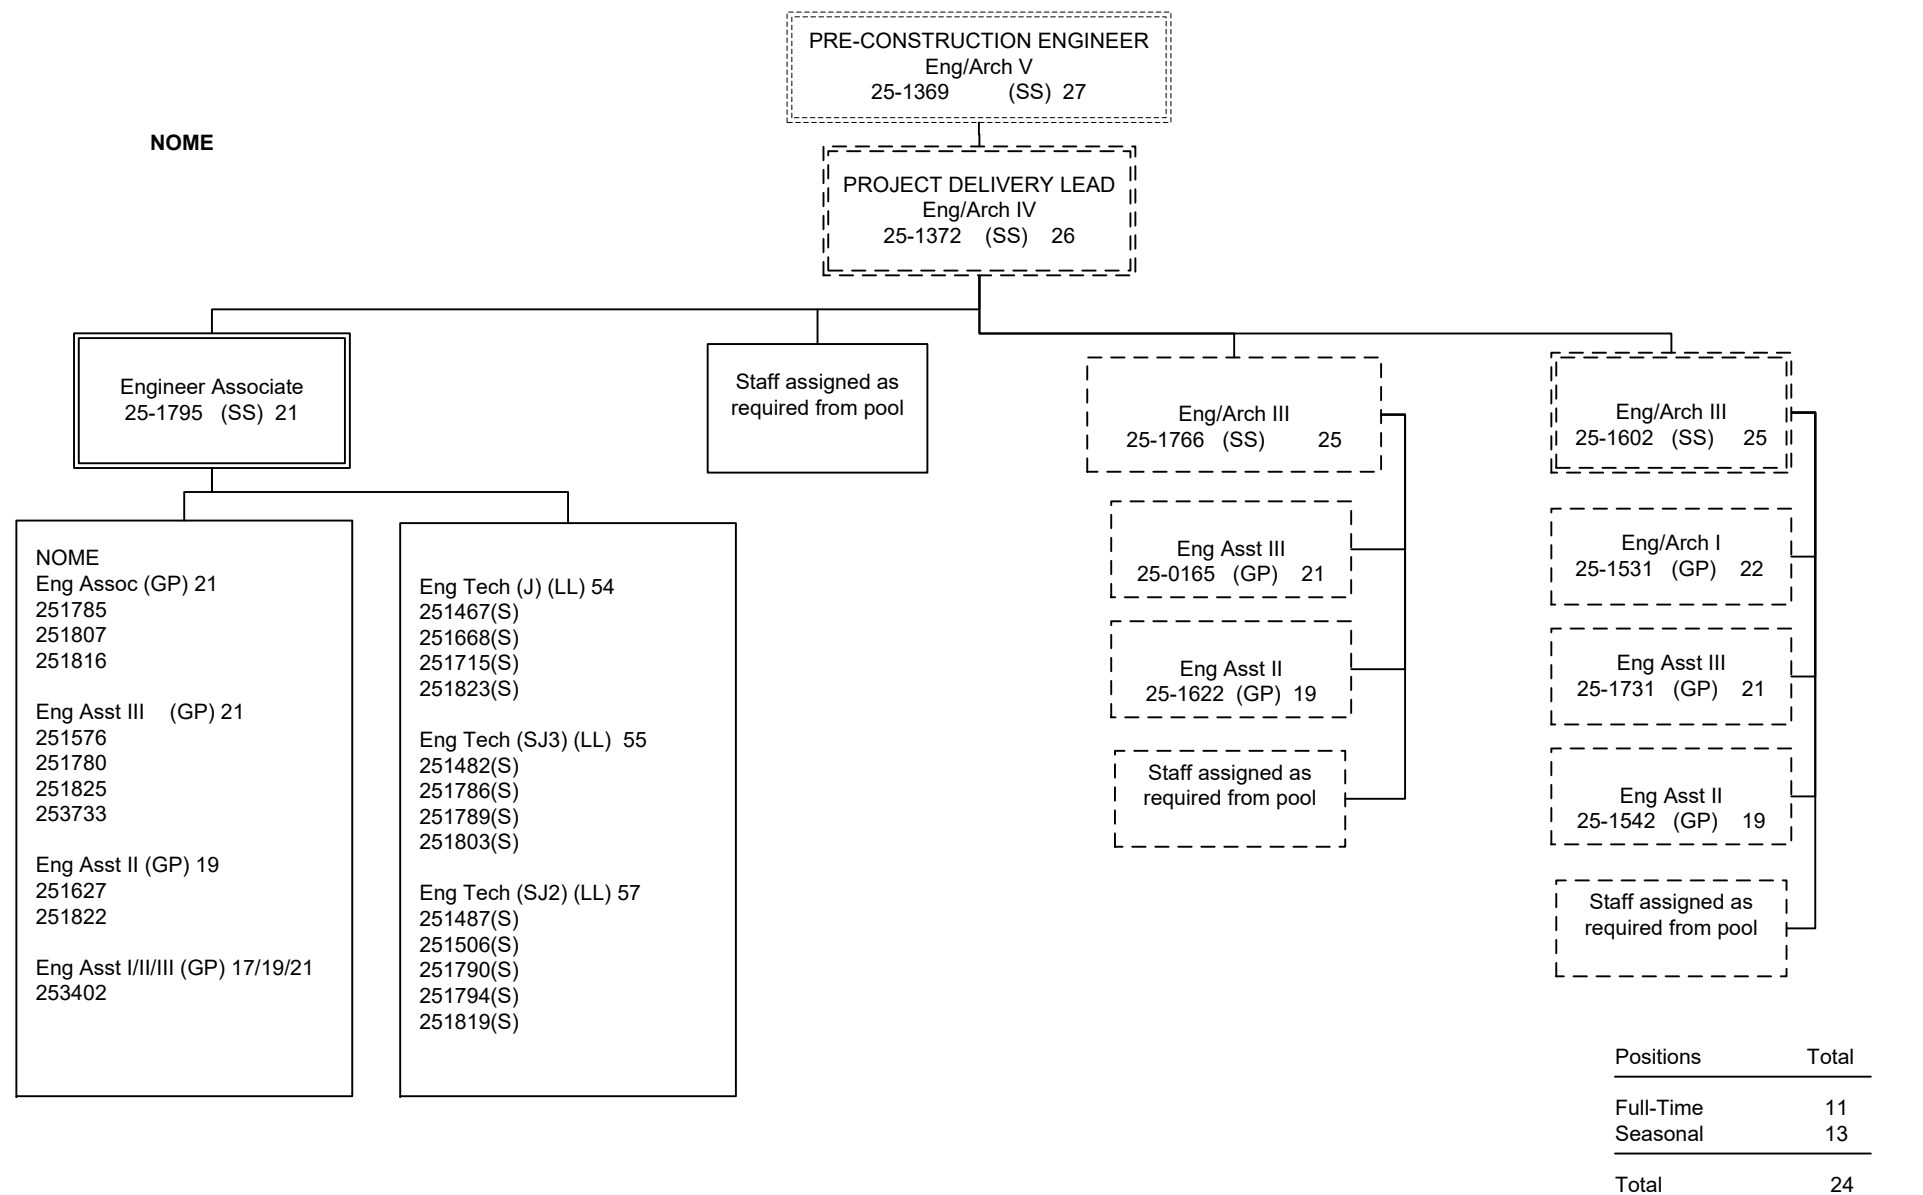 PRE-CONSTRUCTION ENGINEER
Eng/Arch V
25-1369 (SS) 27
NOME
PROJECT DELIVERY LEAD
Eng/Arch IV
25-1372 (SS) 26
Engineer Associate
25-1795 (SS) 21
Staff assigned as
required from pool
Eng/Arch III
25-1766 (SS) 25
Eng/Arch III
25-1602 (SS) 25
NOME
Eng Assoc (GP) 21
251785
251807
251816
Eng Asst III (GP) 21
251576
251780
251825
253733
Eng Asst II (GP) 19
251627
251822
Eng Asst I/II/III (GP) 17/19/21
253402
Eng Tech (J) (LL) 54
251467(S)
251668(S)
251715(S)
251823(S)
Eng Tech (SJ3) (LL) 55
251482(S)
251786(S)
251789(S)
251803(S)
Eng Tech (SJ2) (LL) 57
251487(S)
251506(S)
251790(S)
251794(S)
251819(S)
Eng Asst III
25-0165 (GP) 21
Eng Asst II
25-1622 (GP) 19
Staff assigned as
required from pool
Eng/Arch I
25-1531 (GP) 22
Eng Asst III
25-1731 (GP) 21
Eng Asst II
25-1542 (GP) 19
Staff assigned as
required from pool
Positions Total
Full-Time 11
Seasonal 13
Total 24